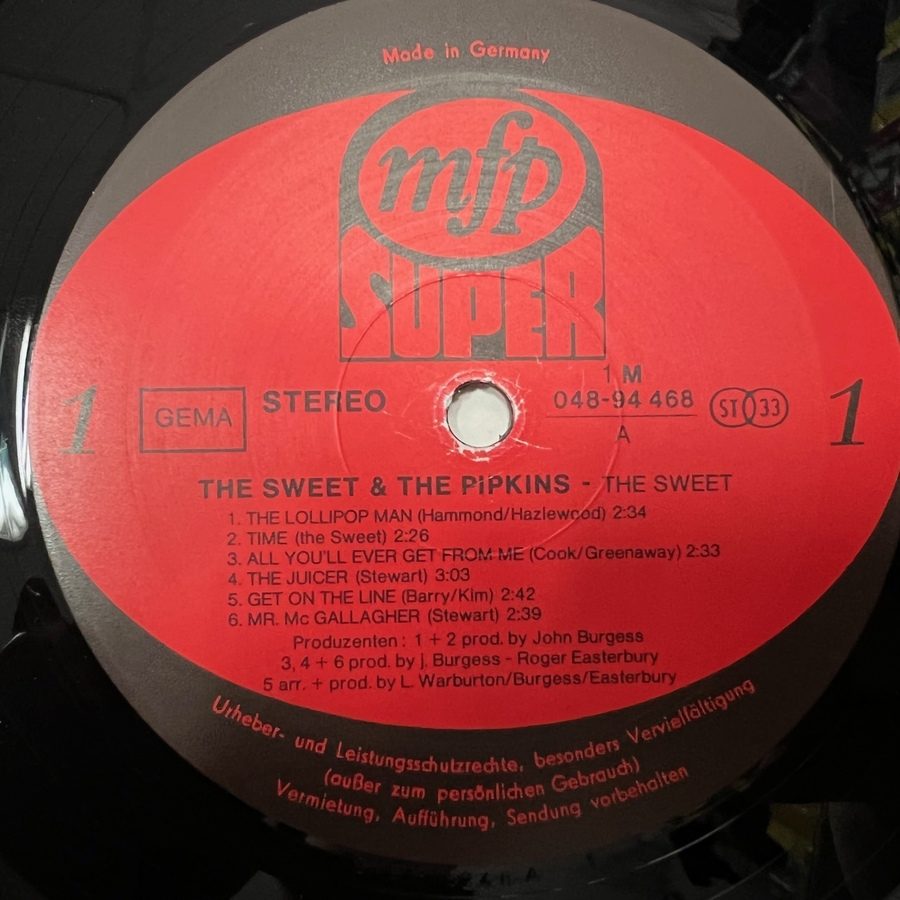 Made in Germany
mfp
SUPER
1
GEMA
STEREO
1 M
048-94 468
A
ST 33
1
THE SWEET & THE PIPKINS - THE SWEET
1. THE LOLLIPOP MAN (Hammond/Hazlewood) 2:34
2. TIME (the Sweet) 2:26
3. ALL YOU'LL EVER GET FROM ME (Cook/Greenaway) 2:33
4. THE JUICER (Stewart) 3:03
5. GET ON THE LINE (Barry/Kim) 2:42
6. MR. Mc GALLAGHER (Stewart) 2:39
Produzenten: 1 + 2 prod. by John Burgess
3, 4 + 6 prod. by J. Burgess - Roger Easterbury
5 arr. + prod. by L. Warburton/Burgess/Easterbury
Urheber- und Leistungsschutzrechte, besonders Vervielfältigung
(außer zum persönlichen Gebrauch)
Vermietung, Aufführung, Sendung vorbehalten